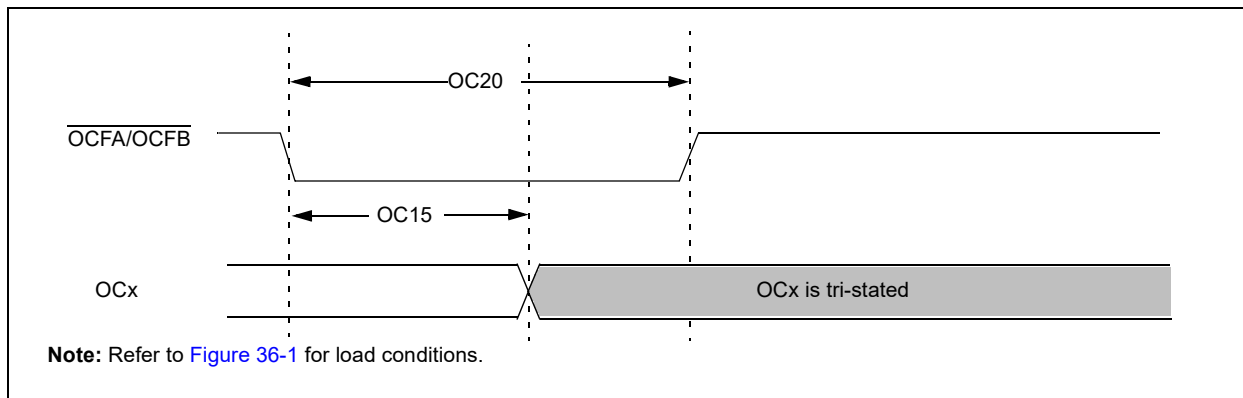 OC20
OCFA/OCFB
OC15
OCx
OCx is tri-stated
Note: Refer to Figure 36-1 for load conditions.